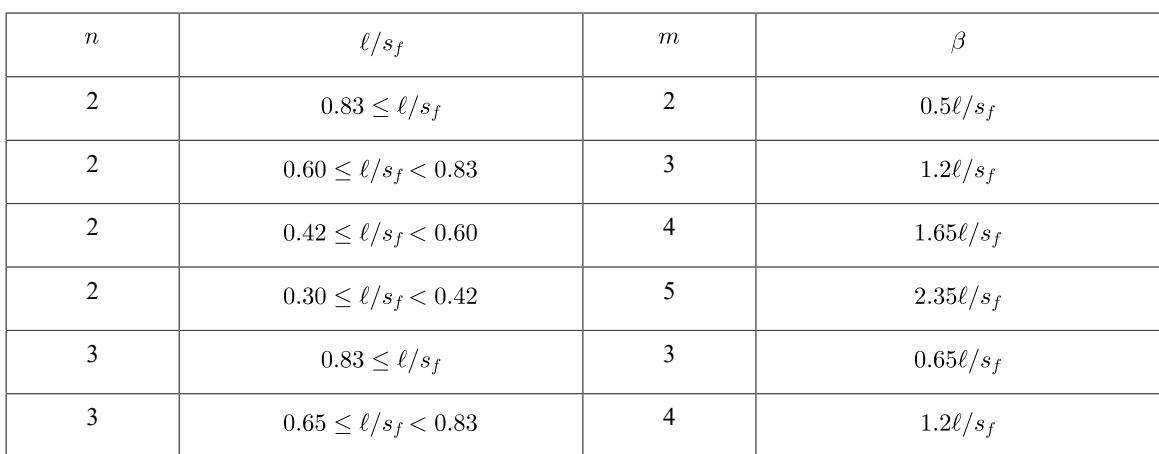 n ℓ/s_f m β
2 0.83 ≤ ℓ/s_f 2 0.5ℓ/s_f
2 0.60 ≤ ℓ/s_f < 0.83 3 1.2ℓ/s_f
2 0.42 ≤ ℓ/s_f < 0.60 4 1.65ℓ/s_f
2 0.30 ≤ ℓ/s_f < 0.42 5 2.35ℓ/s_f
3 0.83 ≤ ℓ/s_f 3 0.65ℓ/s_f
3 0.65 ≤ ℓ/s_f < 0.83 4 1.2ℓ/s_f